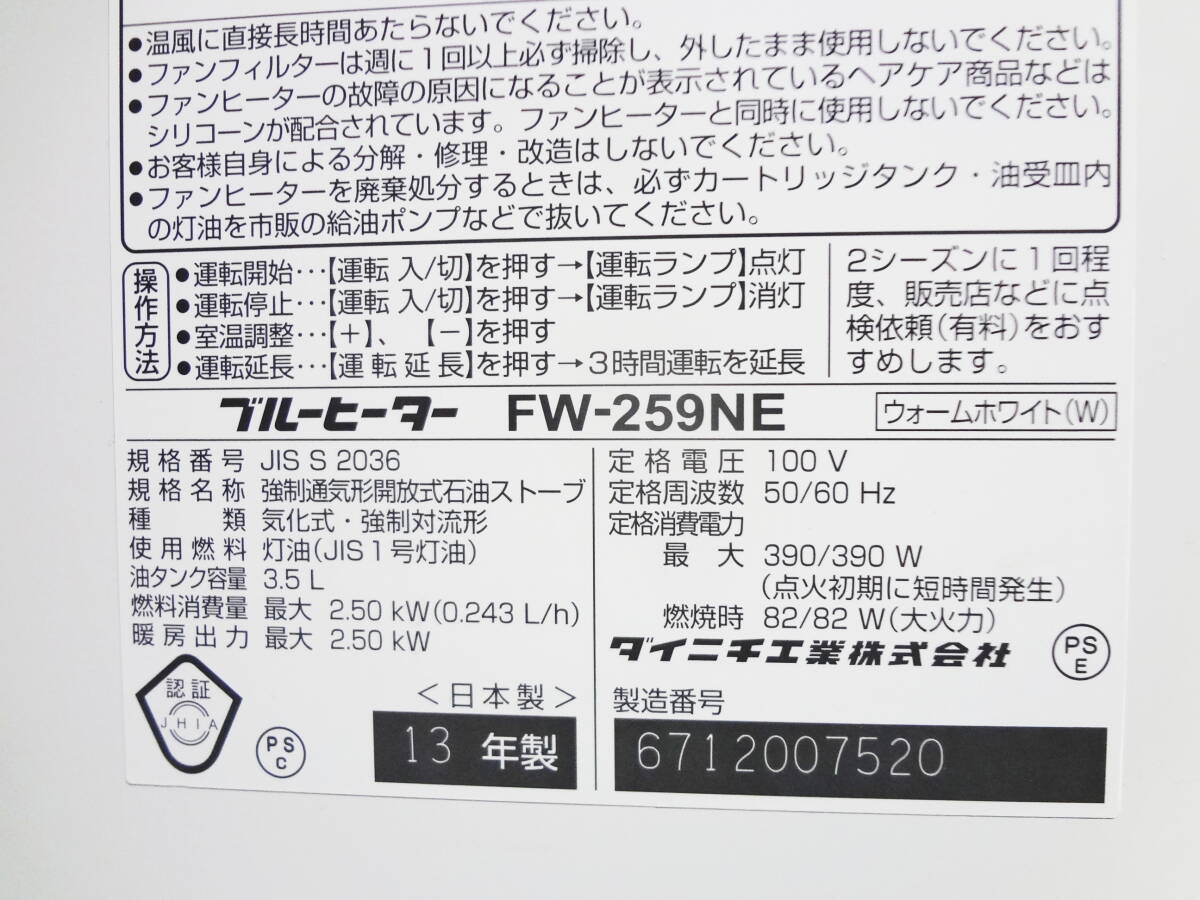 ●温風に直接長時間あたらないでください。
●ファンフィルターは週に1回以上必ず掃除し、外したまま使用しないでください。
●ファンヒーターの故障の原因になることが表示されているヘアケア商品などは
シリコーンが配合されています。ファンヒーターと同時に使用しないでください。
●お客様自身による分解・修理・改造はしないでください。
●ファンヒーターを廃棄処分するときは、必ずカートリッジタンク・油受皿内
の灯油を市販の給油ポンプなどで抜いてください。
操作方法
●運転開始…【運転 入/切】を押す→【運転ランプ】点灯
●運転停止…【運転 入/切】を押す→【運転ランプ】消灯
●室温調整…【+】、【−】を押す
●運転延長…【運転延長】を押す→3時間運転を延長
2シーズンに1回程
度、販売店などに点
検依頼(有料)をおす
すめします。
ブルーヒーター FW-259NE ウォームホワイト(W)
規格番号 JIS S 2036
規格名称 強制通気形開放式石油ストーブ
種類 気化式・強制対流形
使用燃料 灯油(JIS1号灯油)
油タンク容量 3.5 L
燃料消費量 最大 2.50 kW(0.243 L/h)
暖房出力 最大 2.50 kW
認証
JHIA
PS
C
<日本製>
13 年製
定格電圧 100 V
定格周波数 50/60 Hz
定格消費電力
最大 390/390 W
(点火初期に短時間発生)
燃焼時 82/82 W(大火力)
ダイニチ工業株式会社
PS
E
製造番号
6712007520